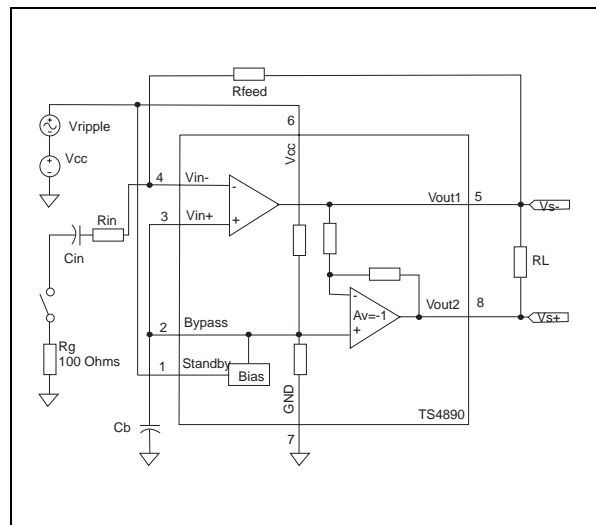 Rfeed
6
Vripple
Vcc
Vcc
4
Vin-
-
Vout1
5
Vs-
3
Vin+
+
Rin
Cin
RL
-
Av=-1
+
Vout2
8
Vs+
2
Bypass
Rg
100 Ohms
1
Standby
Bias
GND
TS4890
Cb
7